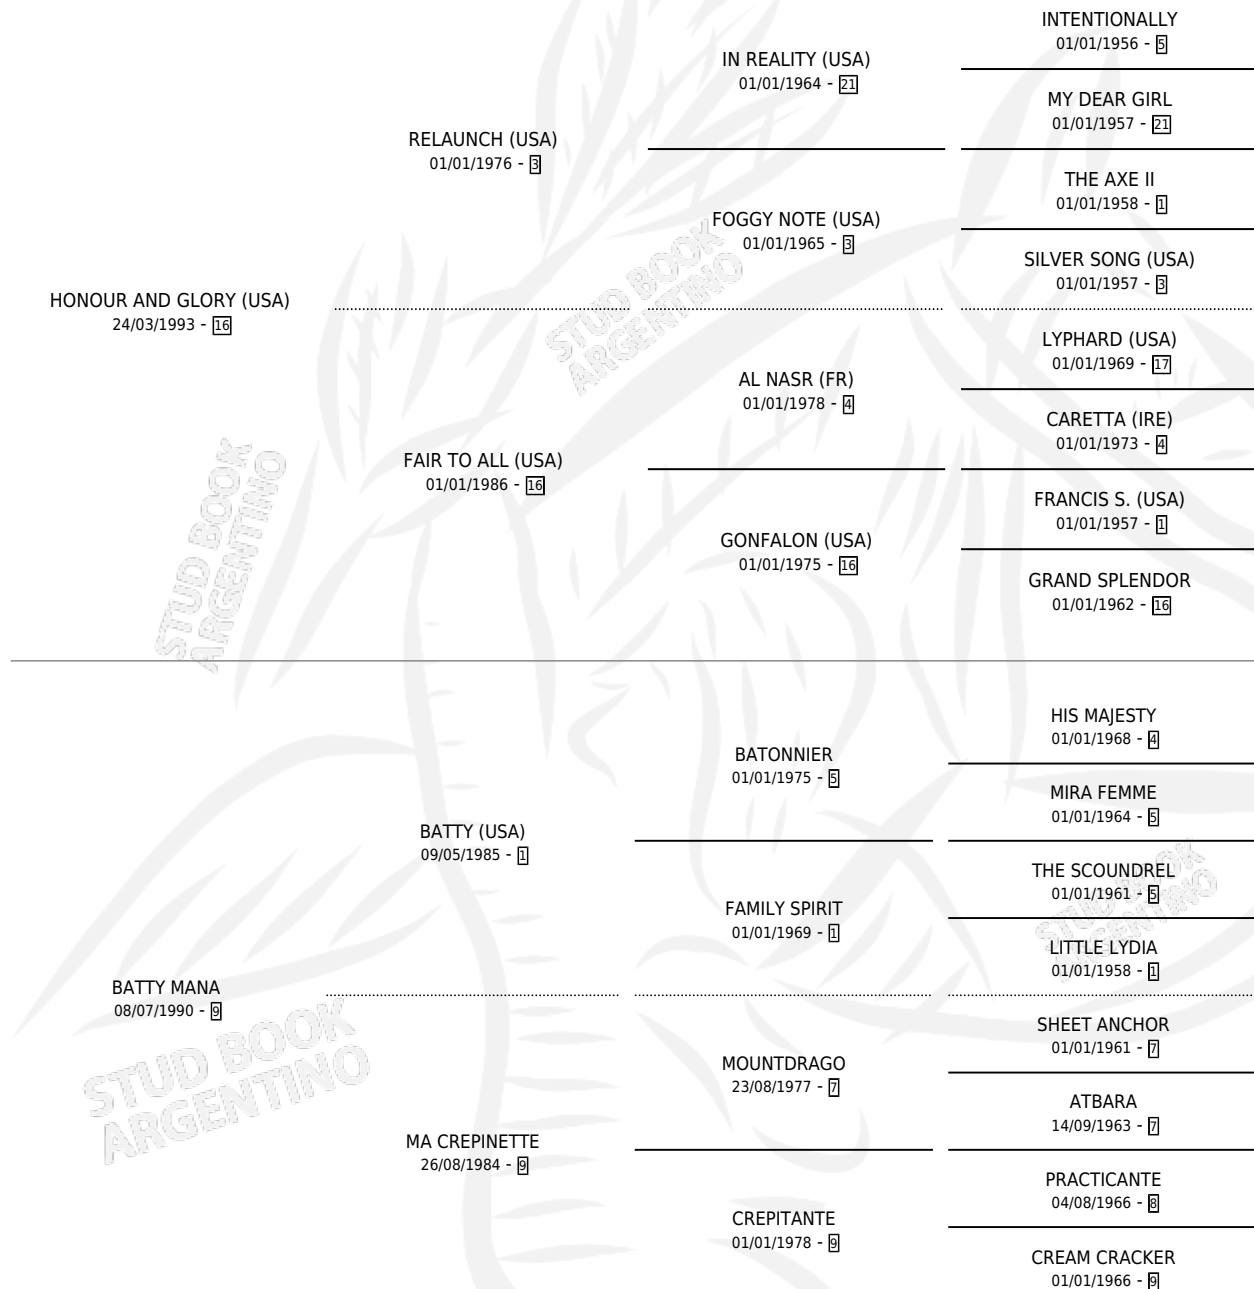 INTENTIONALLY
01/01/1956 - 5
IN REALITY (USA)
01/01/1964 - 21
MY DEAR GIRL
01/01/1957 - 21
RELAUNCH (USA)
01/01/1976 - 3
THE AXE II
01/01/1958 - 1
FOGGY NOTE (USA)
01/01/1965 - 3
SILVER SONG (USA)
01/01/1957 - 3
HONOUR AND GLORY (USA)
24/03/1993 - 16
LYPHARD (USA)
01/01/1969 - 17
AL NASR (FR)
01/01/1978 - 4
CARETTA (IRE)
01/01/1973 - 4
FAIR TO ALL (USA)
01/01/1986 - 16
FRANCIS S. (USA)
01/01/1957 - 1
GONFALON (USA)
01/01/1975 - 16
GRAND SPLENDOR
01/01/1962 - 16
HIS MAJESTY
01/01/1968 - 4
BATONNIER
01/01/1975 - 5
MIRA FEMME
01/01/1964 - 5
BATTY (USA)
09/05/1985 - 1
THE SCOUNDREL
01/01/1961 - 5
FAMILY SPIRIT
01/01/1969 - 1
LITTLE LYDIA
01/01/1958 - 1
BATTY MANA
08/07/1990 - 9
SHEET ANCHOR
01/01/1961 - 7
MOUNTDRAGO
23/08/1977 - 7
ATBARA
14/09/1963 - 7
MA CREPINETTE
26/08/1984 - 9
PRACTICANTE
04/08/1966 - 8
CREPITANTE
01/01/1978 - 9
CREAM CRACKER
01/01/1966 - 9
STUD BOOK
ARGENTINO
STUD BOOK
ARGENTINO
STUD BOOK
ARGENTINO
STUD BOOK
ARGENTINO